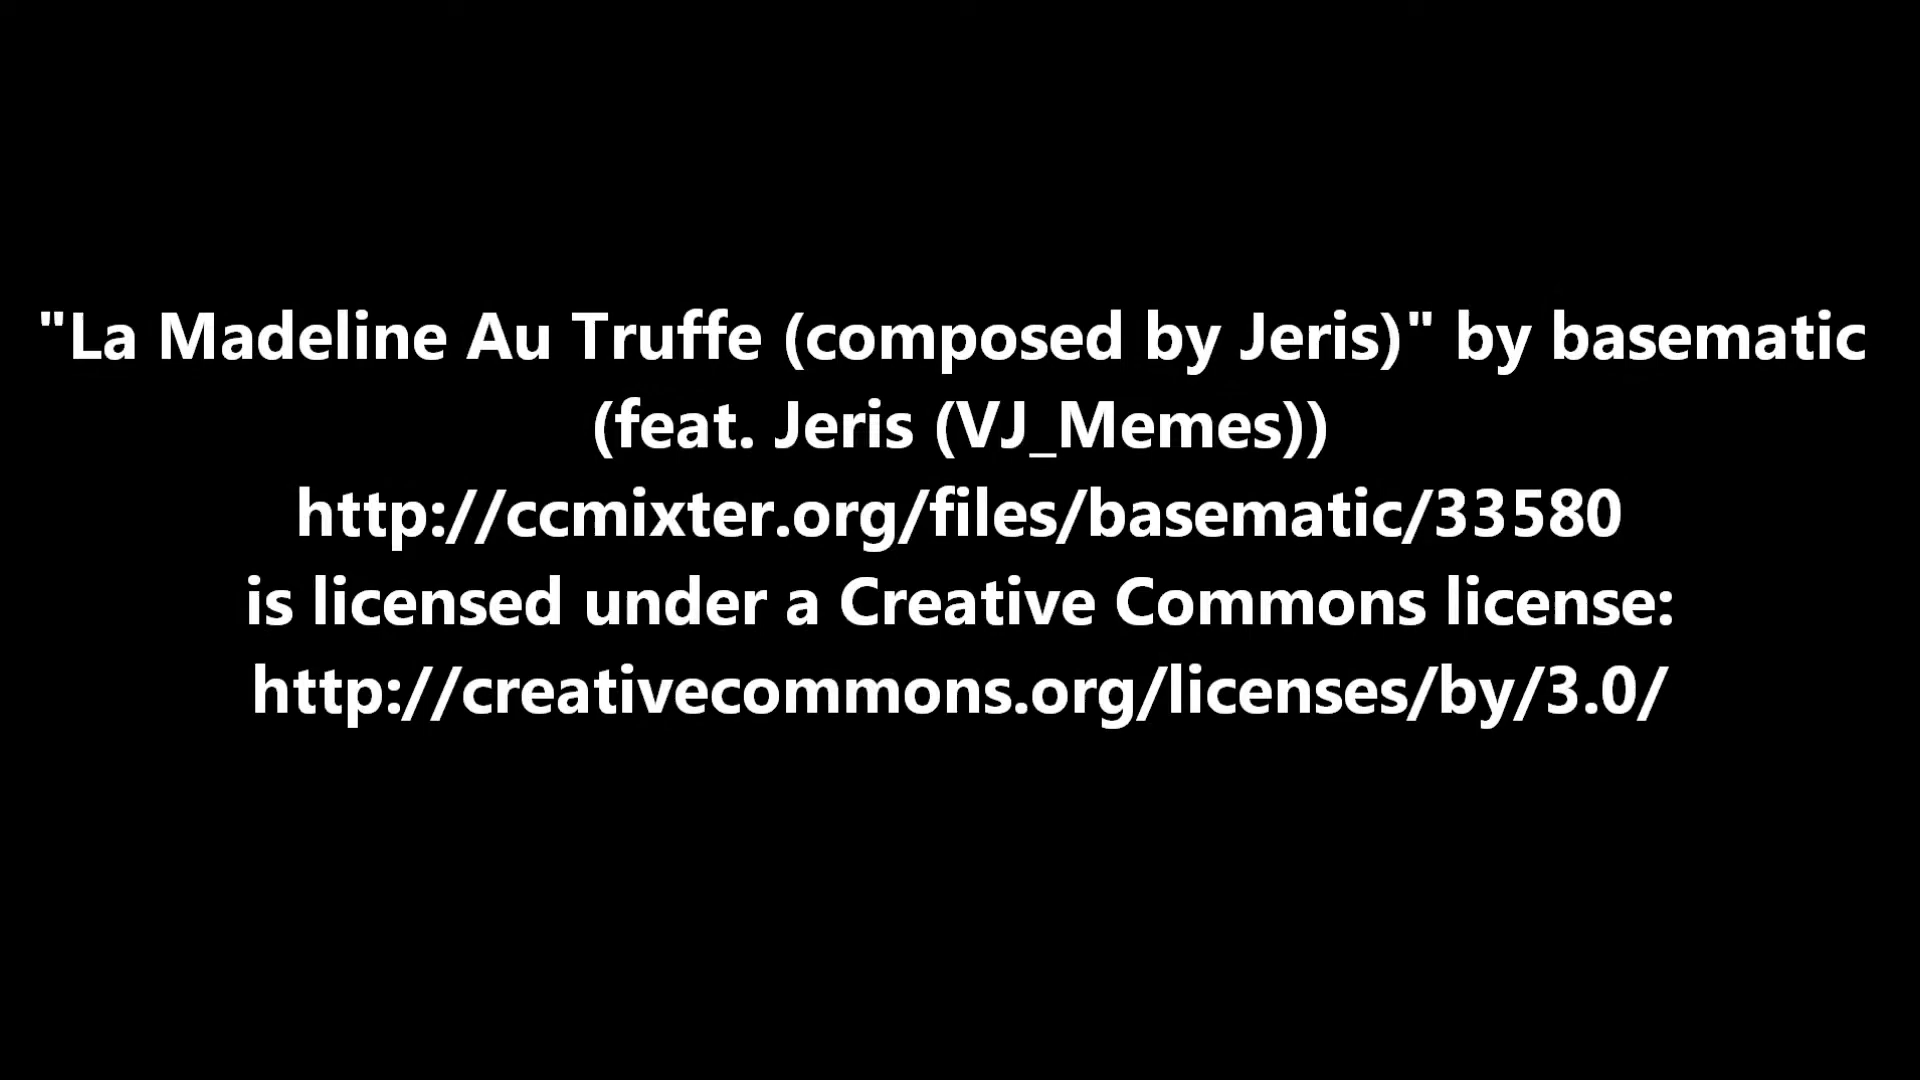 "La Madeline Au Truffe (composed by Jeris)" by basematic
(feat. Jeris (VJ_Memes))
http://ccmixter.org/files/basematic/33580
is licensed under a Creative Commons license:
http://creativecommons.org/licenses/by/3.0/